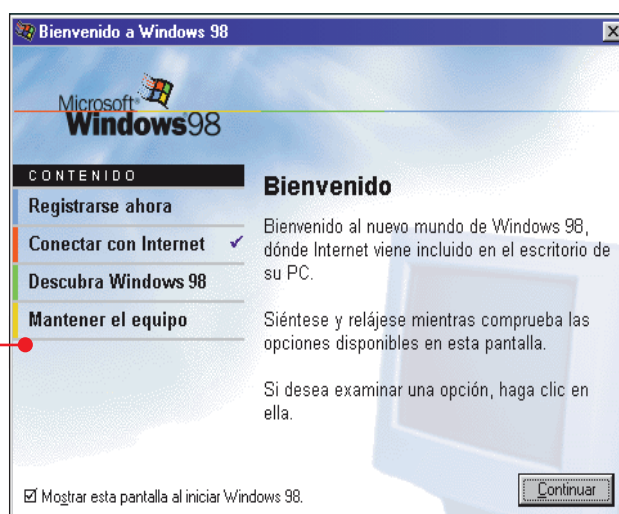 Bienvenido a Windows 98
Microsoft
Windows 98
CONTENIDO
Registrarse ahora
Conectar con Internet
Descubra Windows 98
Mantener el equipo
Bienvenido
Bienvenido al nuevo mundo de Windows 98,
dónde Internet viene incluido en el escritorio de
su PC.
Siéntese y relájese mientras comprueba las
opciones disponibles en esta pantalla.
Si desea examinar una opción, haga clic en
ella.
Mostrar esta pantalla al iniciar Windows 98.
Continuar